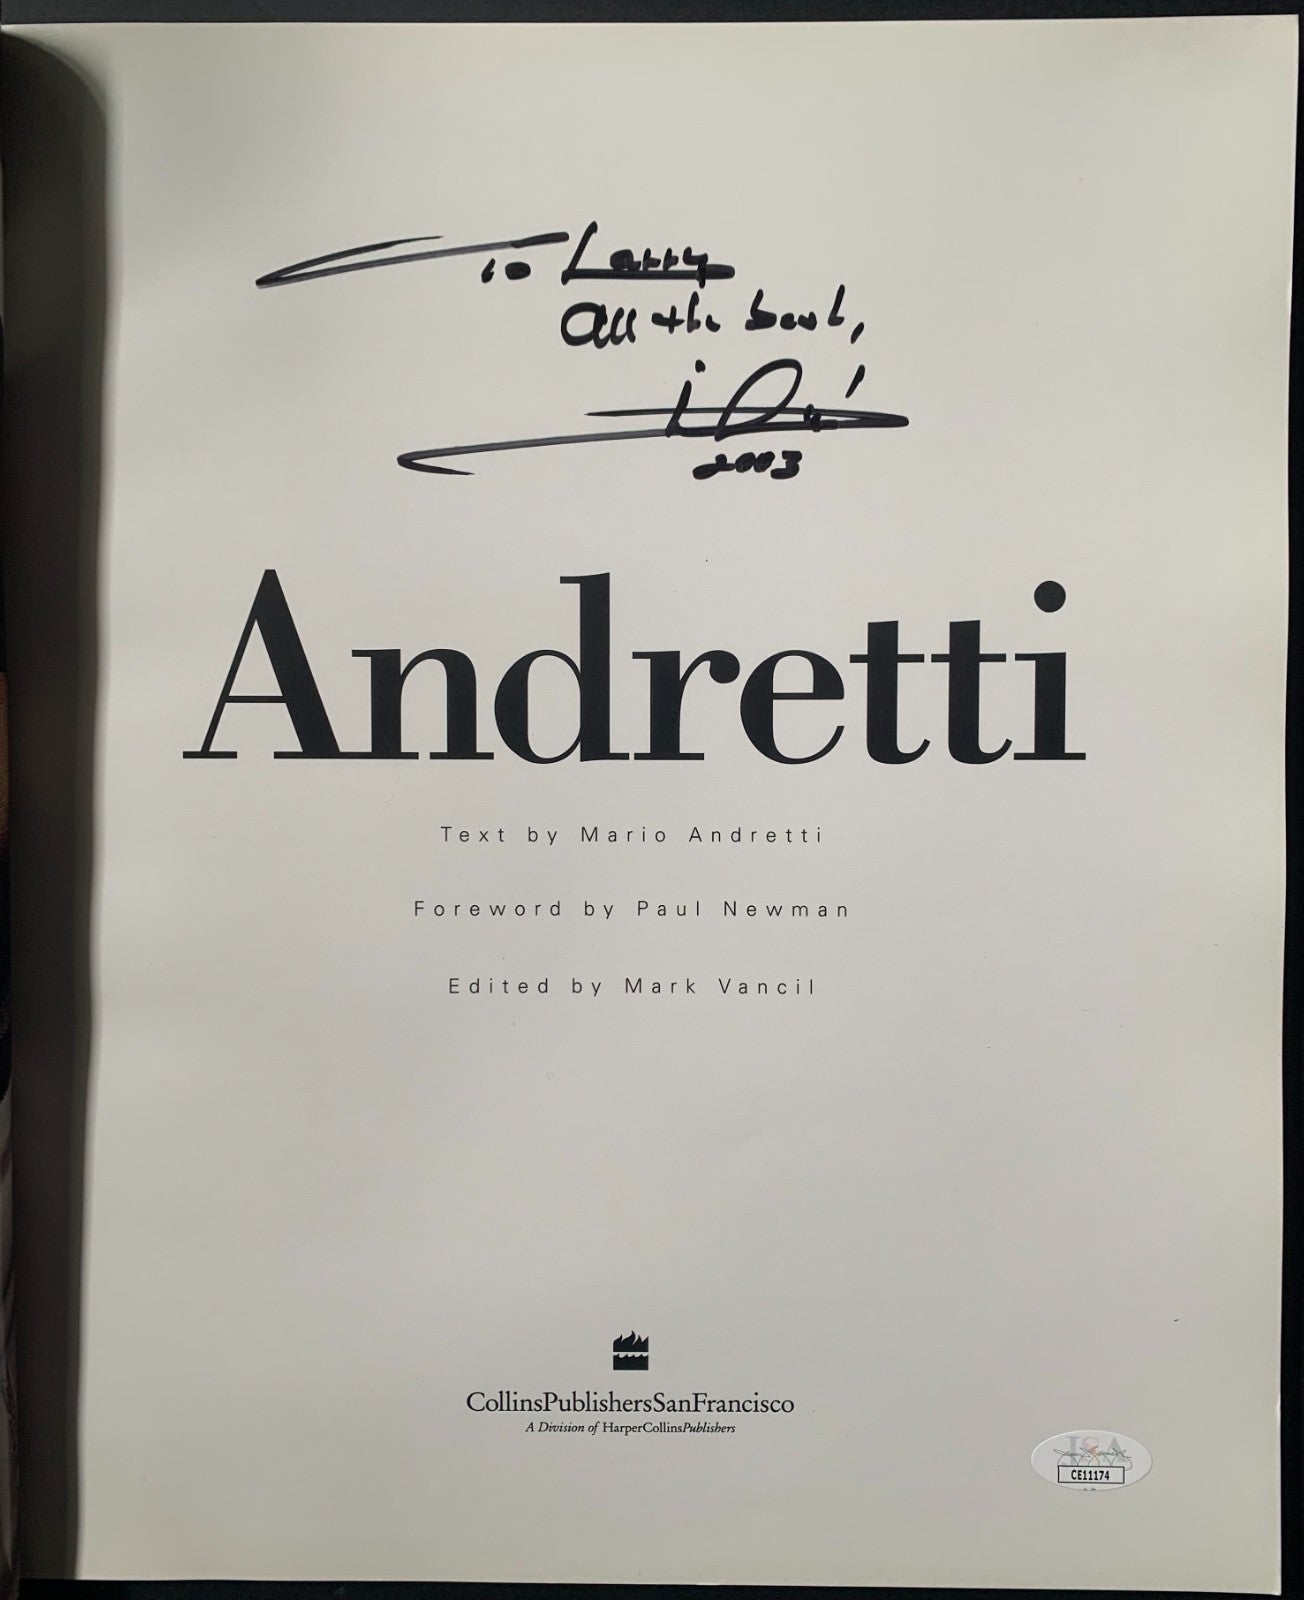 To Larry
All the best,
2003
Andretti
Text by Mario Andretti
Foreword by Paul Newman
Edited by Mark Vancil
CollinsPublishersSanFrancisco
A Division of HarperCollinsPublishers
JSA
CE11174